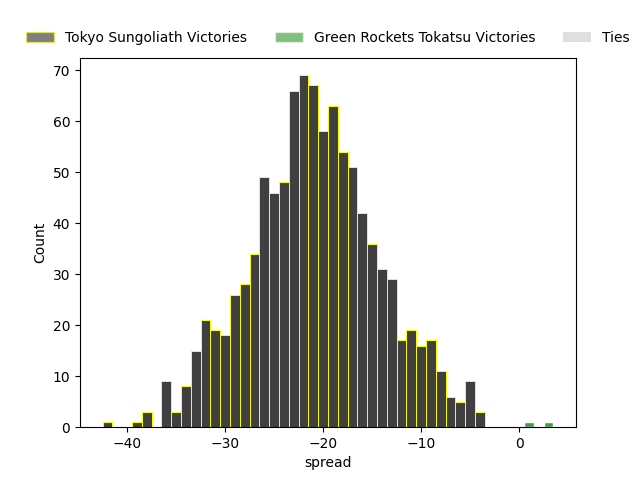 Tokyo Sungoliath Victories Green Rockets Tokatsu Victories Ties
70
60
50
40
30
20
10
0
Count
−40 −30 −20 −10 0
spread